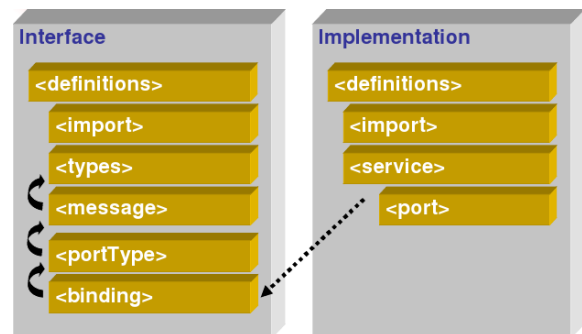 Interface
<definitions>
<import>
<types>
<message>
<portType>
<binding>
Implementation
<definitions>
<import>
<service>
<port>